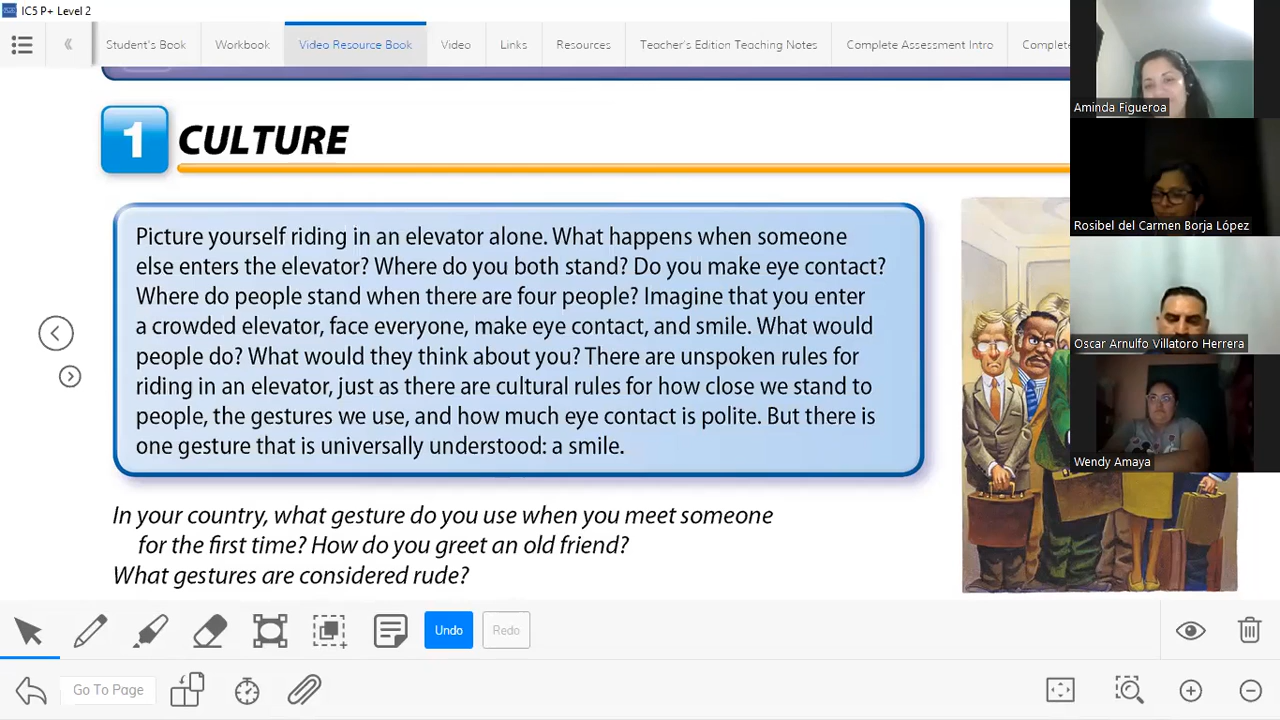 IC5 P+ Level 2
Student's Book
Workbook
Video Resource Book
Video
Links
Resources
Teacher's Edition Teaching Notes
Complete Assessment Intro
Complete
1 CULTURE
Picture yourself riding in an elevator alone. What happens when someone
else enters the elevator? Where do you both stand? Do you make eye contact?
Where do people stand when there are four people? Imagine that you enter
a crowded elevator, face everyone, make eye contact, and smile. What would
people do? What would they think about you? There are unspoken rules for
riding in an elevator, just as there are cultural rules for how close we stand to
people, the gestures we use, and how much eye contact is polite. But there is
one gesture that is universally understood: a smile.
In your country, what gesture do you use when you meet someone
for the first time? How do you greet an old friend?
What gestures are considered rude?
Aminda Figueroa
Rosibel del Carmen Borja López
Oscar Arnulfo Villatoro Herrera
Wendy Amaya
Undo
Redo
Go To Page